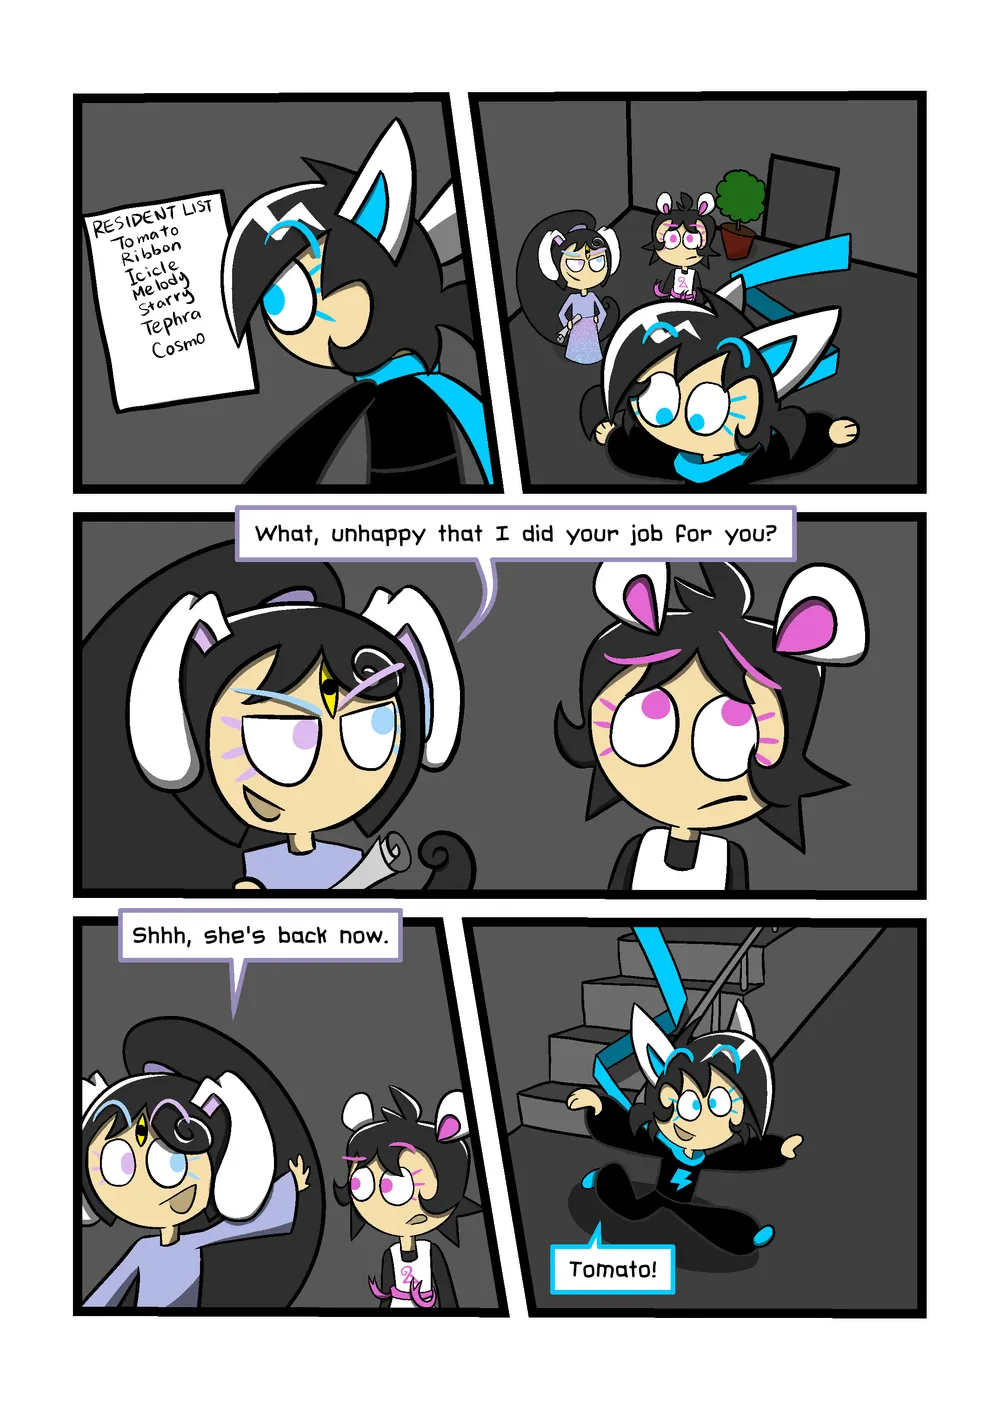 RESIDENT LIST
Tomato
Ribbon
Icicle
Melody
Starry
Tephra
Cosmo
What, unhappy that I did your job for you?
Shhh, she's back now.
2
Tomato!